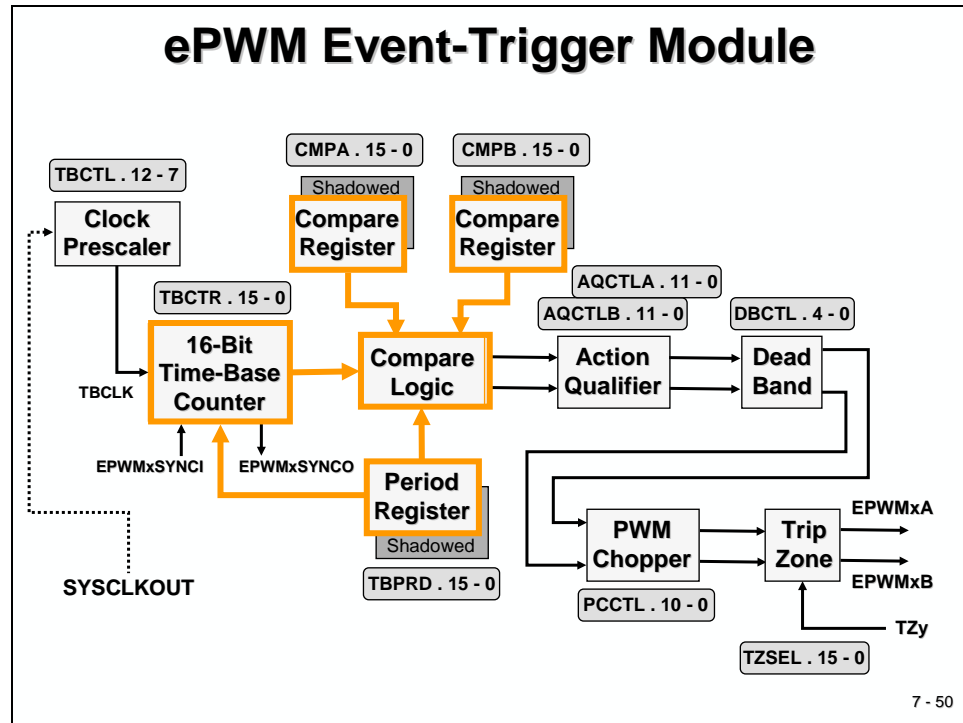 ePWM Event-Trigger Module
CMPA . 15 - 0
CMPB . 15 - 0
TBCTL . 12 - 7
Shadowed
Shadowed
Clock
Prescaler
Compare
Register
Compare
Register
TBCTR . 15 - 0
AQCTLA . 11 - 0
AQCTLB . 11 - 0
DBCTL . 4 - 0
16-Bit
Time-Base
Counter
Compare
Logic
Action
Qualifier
Dead
Band
TBCLK
EPWMxSYNCI
EPWMxSYNCO
Period
Register
Shadowed
TBPRD . 15 - 0
SYSCLKOUT
PWM
Chopper
PCCTL . 10 - 0
Trip
Zone
EPWMxA
EPWMxB
TZy
TZSEL . 15 - 0
7 - 50